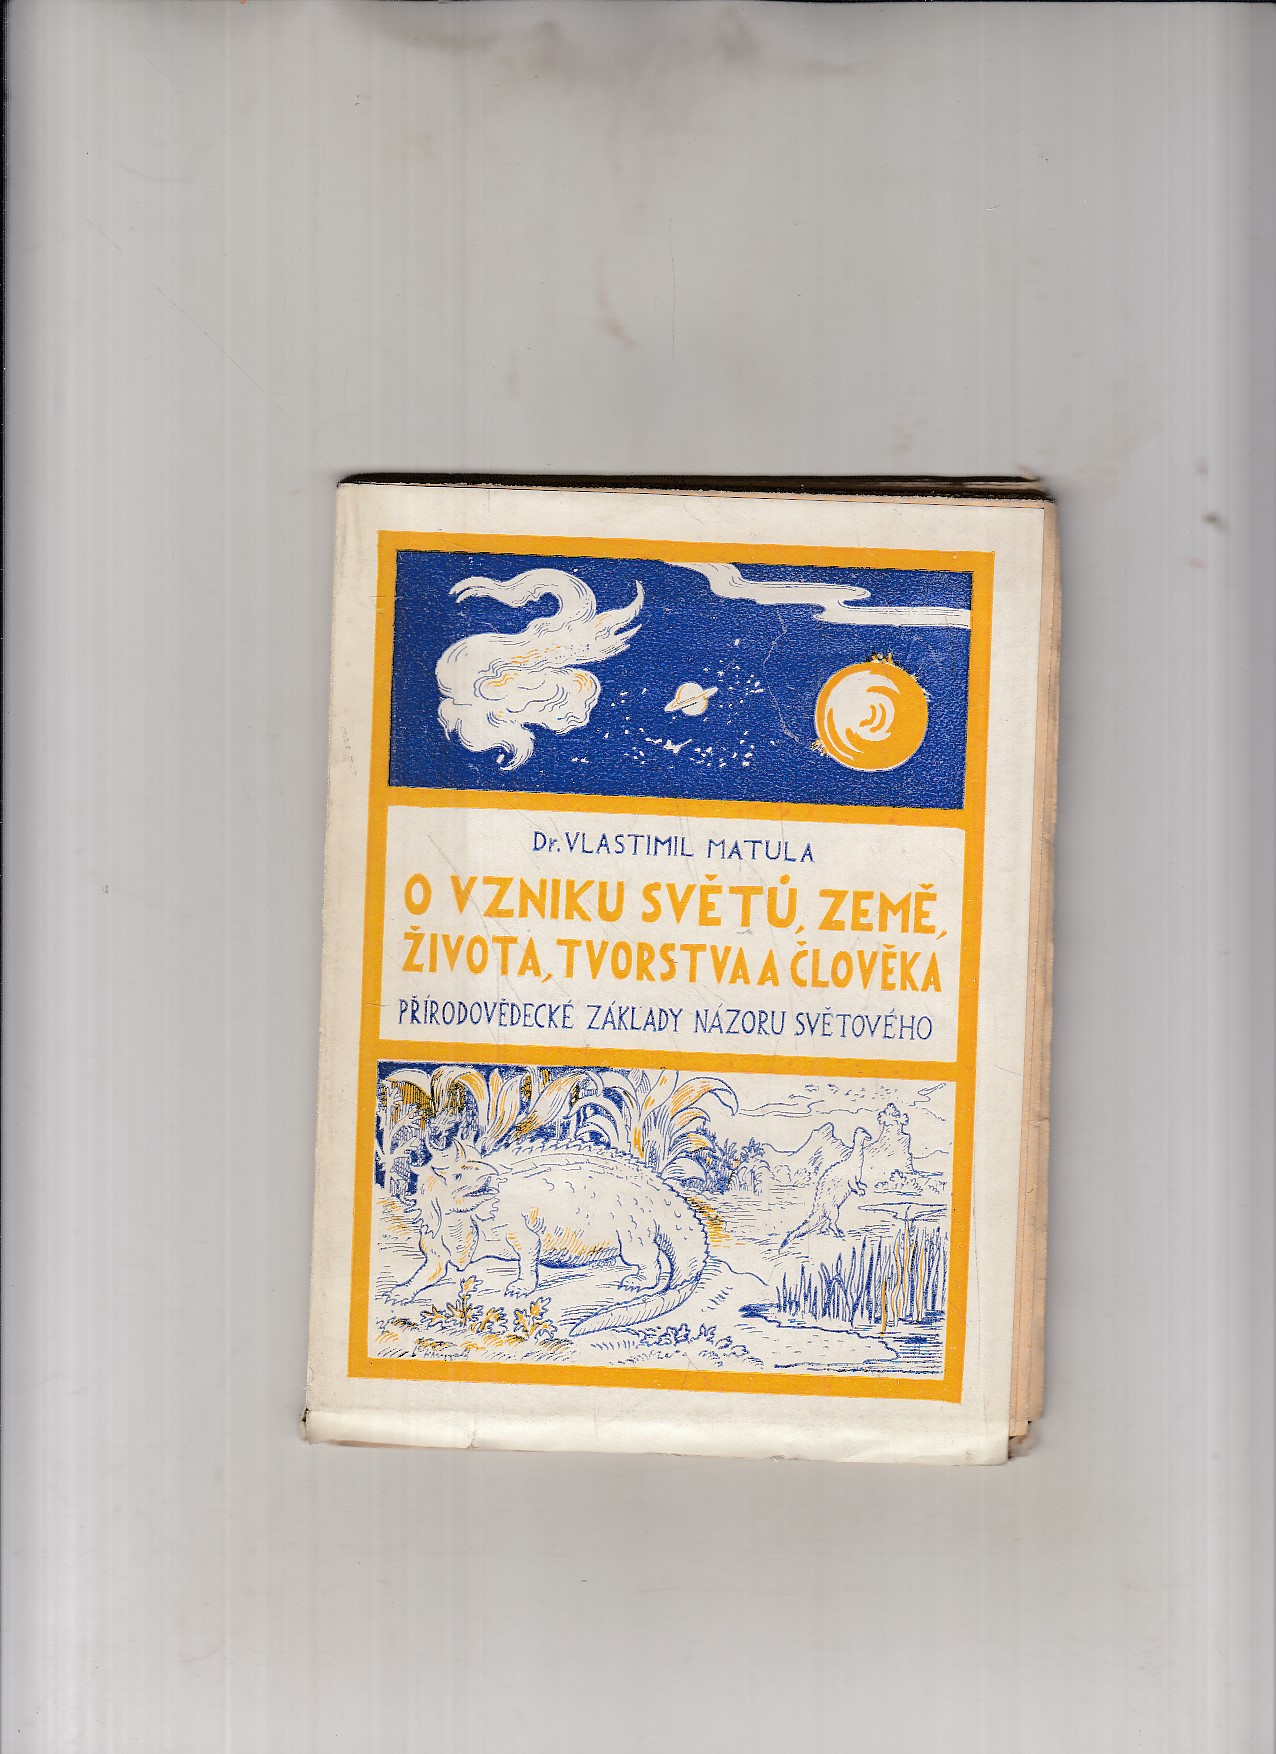 Dr. VLASTIMIL MATULA
O VZNIKU SVĚTŮ, ZEMĚ,
ŽIVOTA, TVORSTVA A ČLOVĚKA
PŘÍRODOVĚDECKÉ ZÁKLADY NÁZORU SVĚTOVÉHO